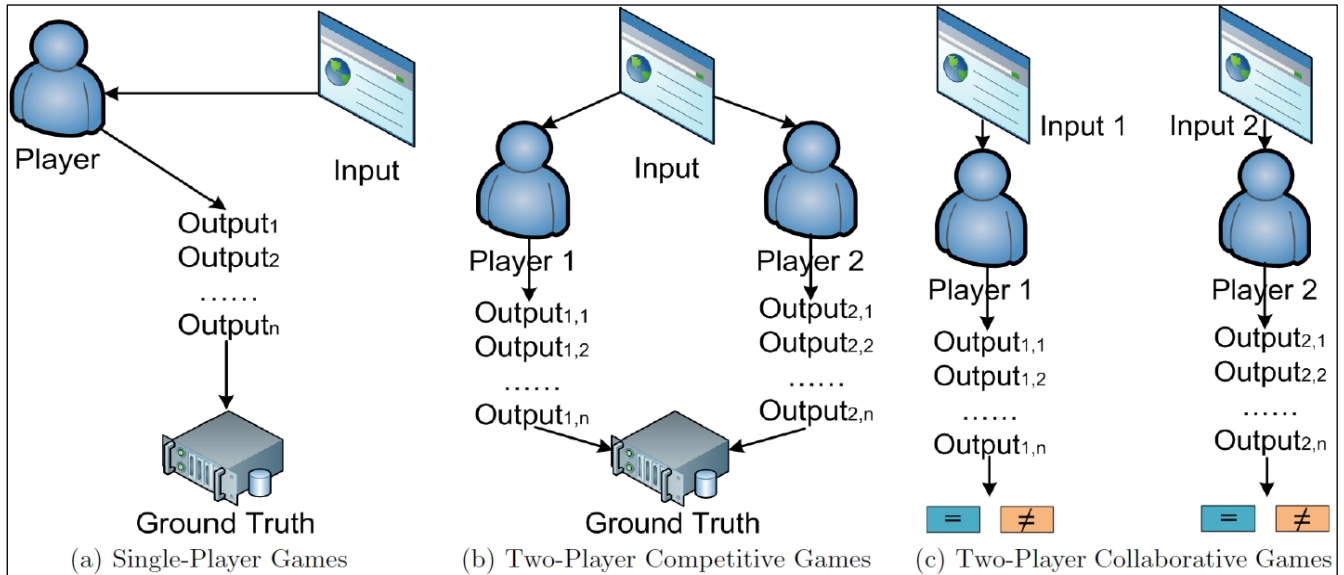 Player
Input
Output1
Output2
......
Outputn
Ground Truth
(a) Single-Player Games
Input
Player 1
Player 2
Output1,1
Output1,2
......
Output1,n
Output2,1
Output2,2
......
Output2,n
Ground Truth
(b) Two-Player Competitive Games
Input 1
Input 2
Player 1
Player 2
Output1,1
Output1,2
......
Output1,n
Output2,1
Output2,2
......
Output2,n
= ≠
= ≠
(c) Two-Player Collaborative Games